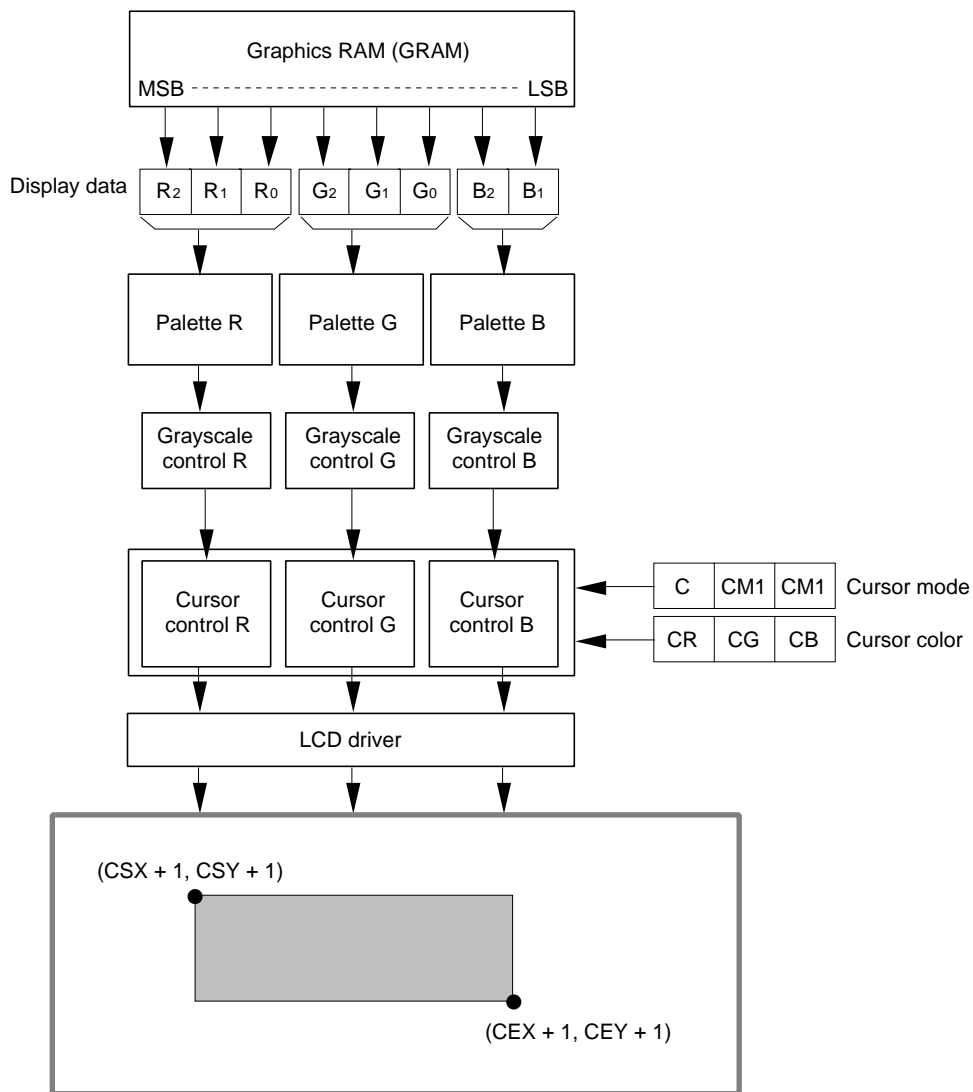 Graphics RAM (GRAM)
MSB LSB
Display data
R2 R1 R0 G2 G1 G0 B2 B1
Palette R Palette G Palette B
Grayscale
control R
Grayscale
control G
Grayscale
control B
Cursor
control R
Cursor
control G
Cursor
control B
C CM1 CM1 Cursor mode
CR CG CB Cursor color
LCD driver
(CSX + 1, CSY + 1)
(CEX + 1, CEY + 1)